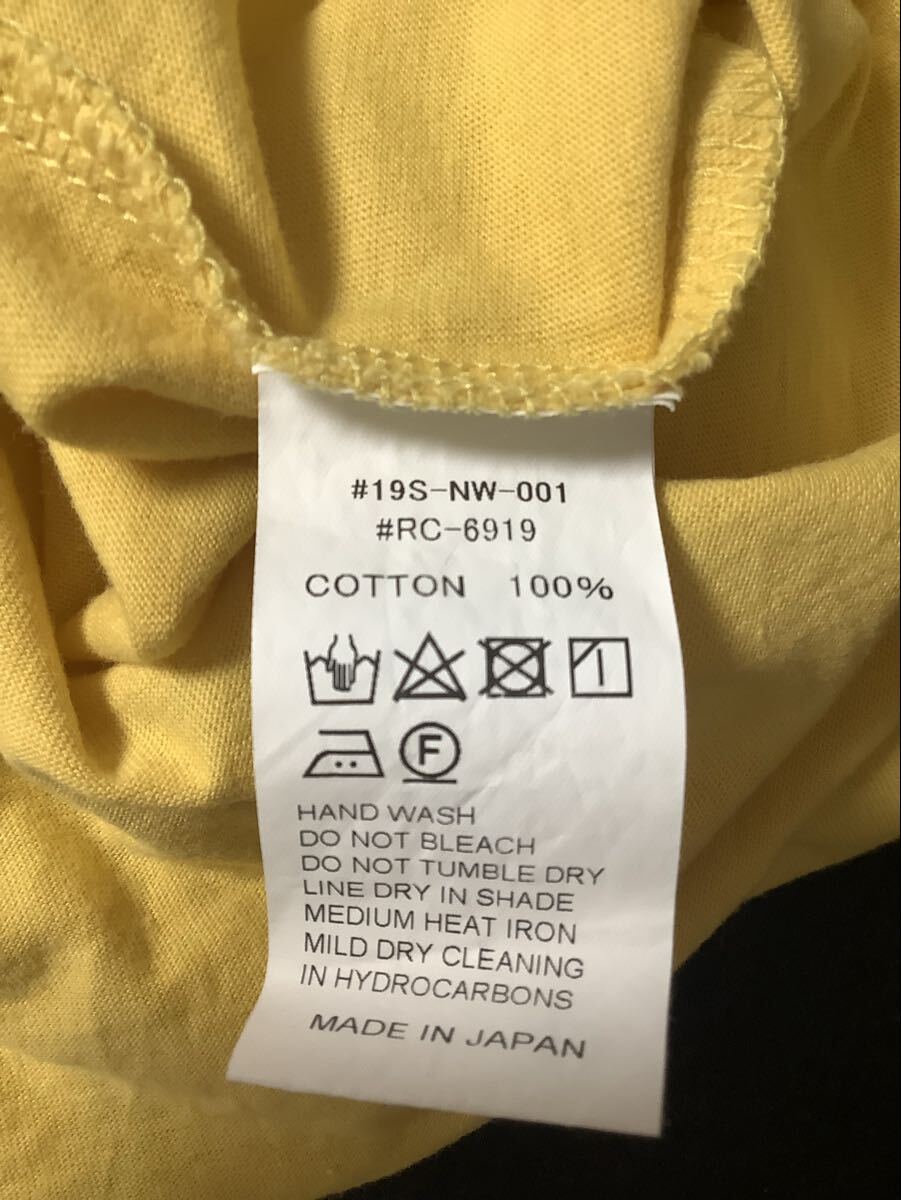 #19S-NW-001
#RC-6919
COTTON 100%
F
HAND WASH
DO NOT BLEACH
DO NOT TUMBLE DRY
LINE DRY IN SHADE
MEDIUM HEAT IRON
MILD DRY CLEANING
IN HYDROCARBONS
MADE IN JAPAN